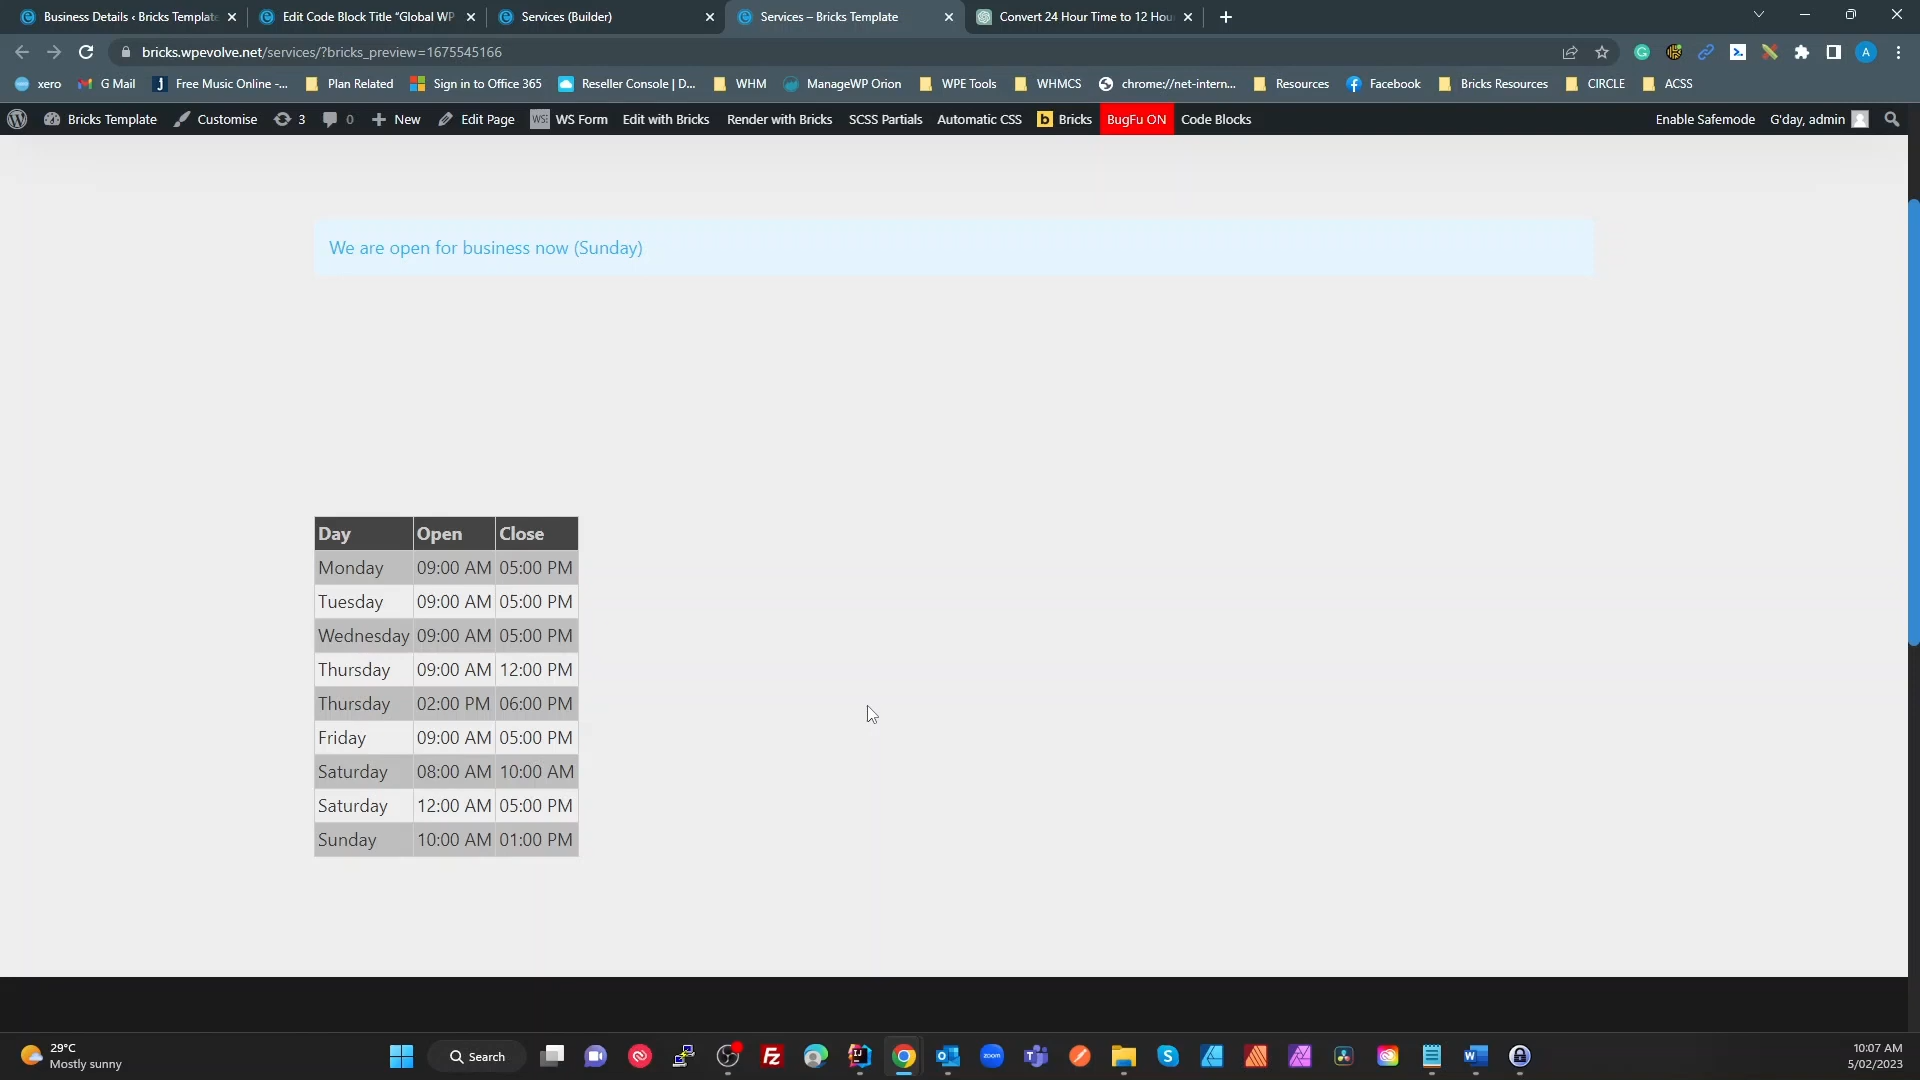 Bricks Template
Edit Code Block Title "Global WP
Services (Builder)
Services – Bricks Template
Convert 24 Hour Time to 12 Hou
bricks.wpevolve.net/services/?bricks_preview=1675545166
xero
G Mail
Free Music Online -...
Plan Related
Sign in to Office 365
Reseller Console | D...
WHM
ManageWP Orion
WPE Tools
WHMCS
chrome://net-intern...
Resources
Facebook
Bricks Resources
CIRCLE
ACSS
Bricks Template
Customise
3
0
New
Edit Page
WS Form
Edit with Bricks
Render with Bricks
SCSS Partials
Automatic CSS
b Bricks
BugFu ON
Code Blocks
Enable Safemode
G'day, admin
We are open for business now (Sunday)
Day Open Close
Monday 09:00 AM 05:00 PM
Tuesday 09:00 AM 05:00 PM
Wednesday 09:00 AM 05:00 PM
Thursday 09:00 AM 12:00 PM
Thursday 02:00 PM 06:00 PM
Friday 09:00 AM 05:00 PM
Saturday 08:00 AM 10:00 AM
Saturday 12:00 AM 05:00 PM
Sunday 10:00 AM 01:00 PM
29°C
Mostly sunny
Search
10:07 AM
5/02/2023